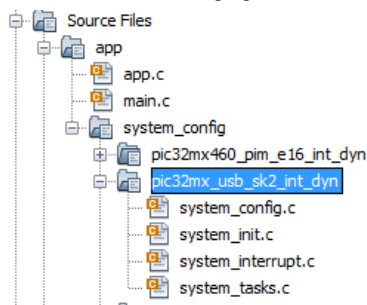 Source Files
app
app.c
main.c
system_config
pic32mx460_pim_e16_int_dyn
pic32mx_usb_sk2_int_dyn
system_config.c
system_init.c
system_interrupt.c
system_tasks.c